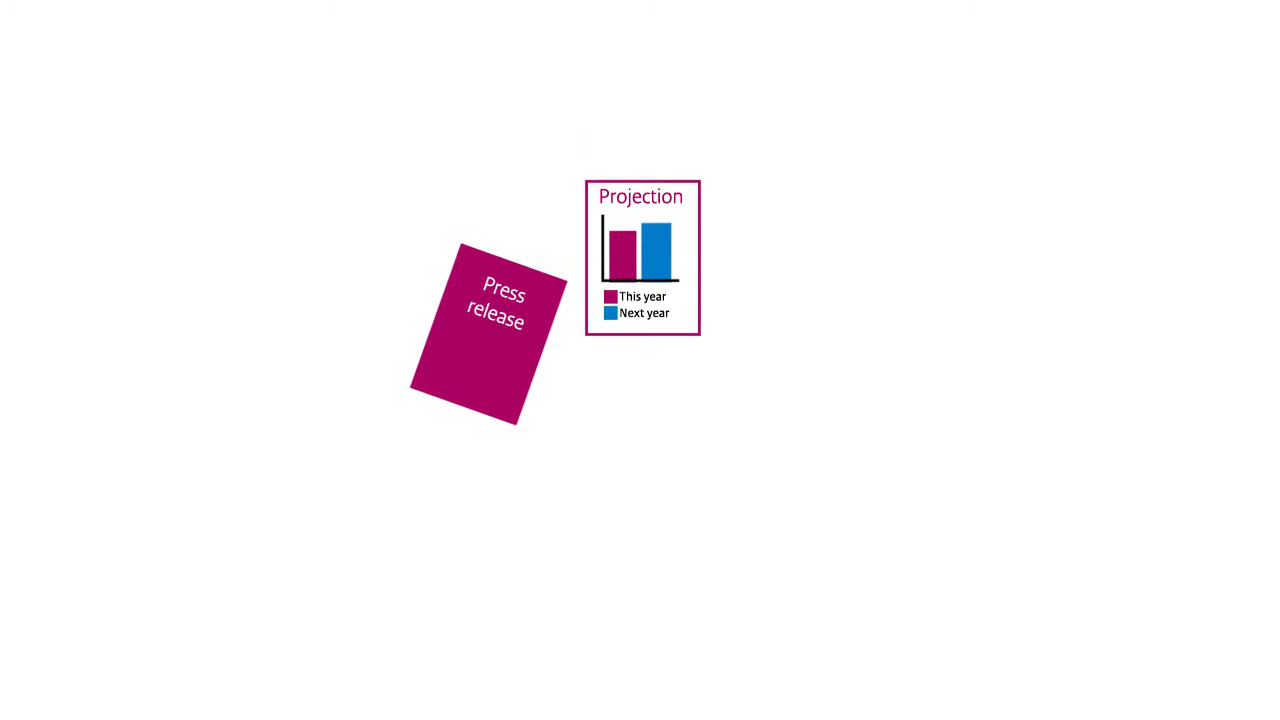 Press
release
Projection
This year
Next year